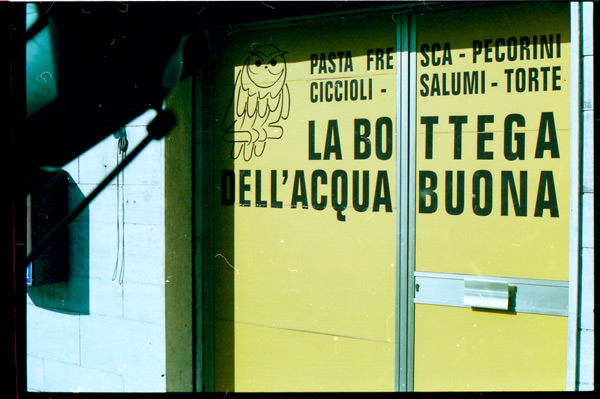 PASTA FRESCA - PECORINI
CICCIOLI - SALUMI - TORTE
LA BOTTEGA
DELL'ACQUA BUONA